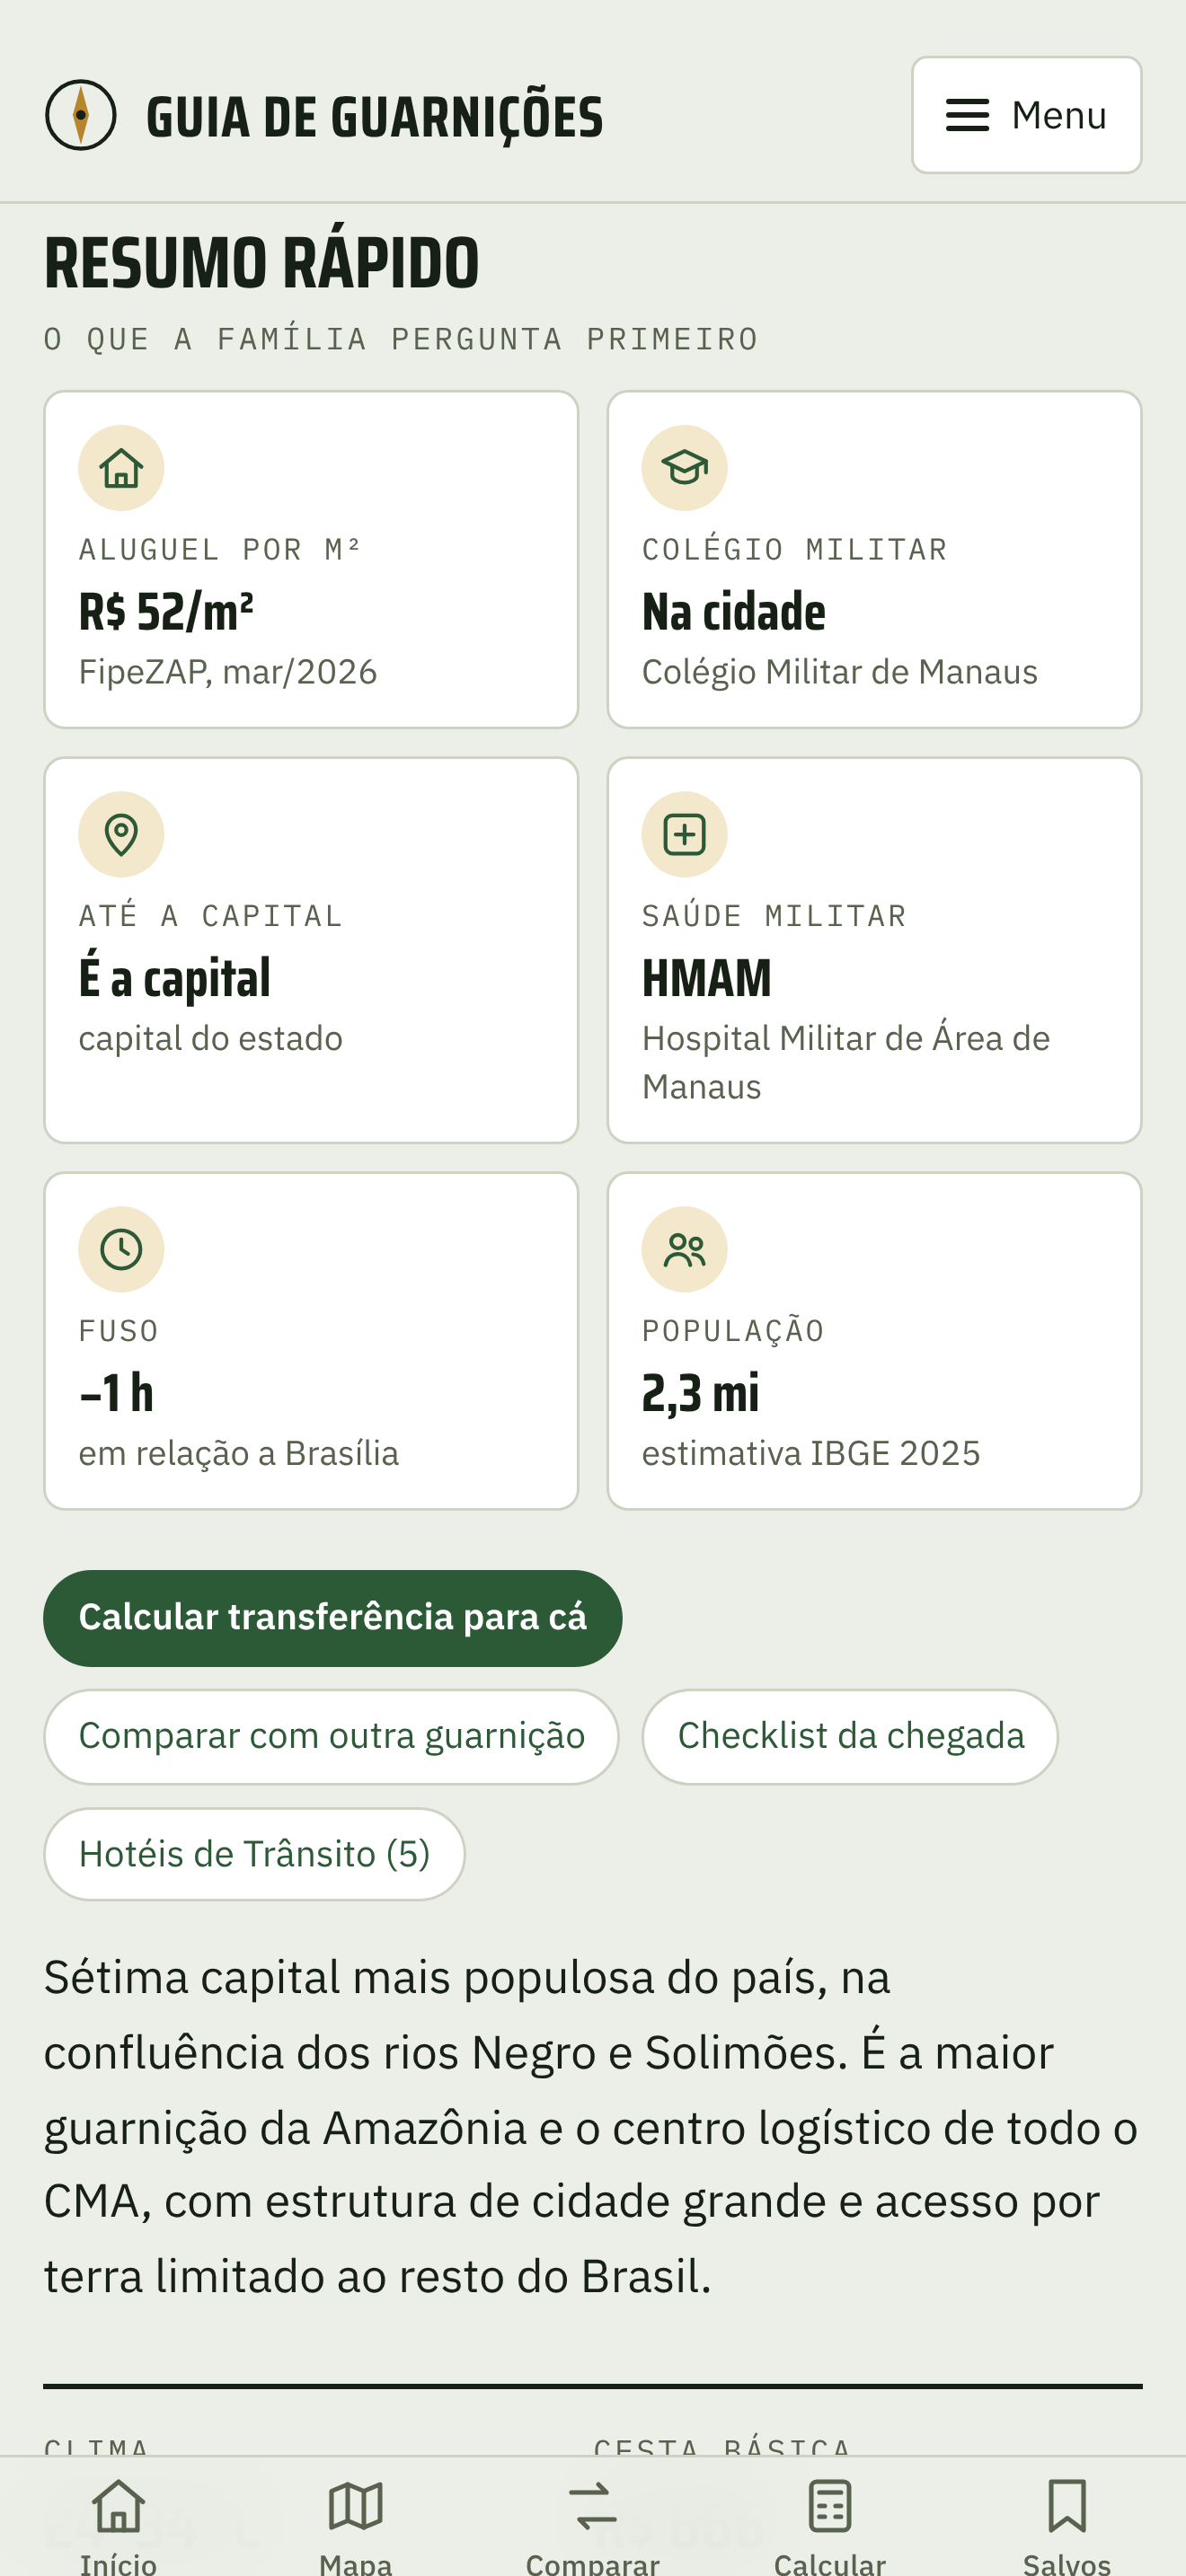 GUIA DE GUARNIÇÕES
Menu
RESUMO RÁPIDO
O QUE A FAMÍLIA PERGUNTA PRIMEIRO
ALUGUEL POR M²
R$ 52/m²
FipeZAP, mar/2026
COLÉGIO MILITAR
Na cidade
Colégio Militar de Manaus
ATÉ A CAPITAL
É a capital
capital do estado
SAÚDE MILITAR
HMAM
Hospital Militar de Área de
Manaus
FUSO
−1 h
em relação a Brasília
POPULAÇÃO
2,3 mi
estimativa IBGE 2025
Calcular transferência para cá
Comparar com outra guarnição
Checklist da chegada
Hotéis de Trânsito (5)
Sétima capital mais populosa do país, na
confluência dos rios Negro e Solimões. É a maior
guarnição da Amazônia e o centro logístico de todo o
CMA, com estrutura de cidade grande e acesso por
terra limitado ao resto do Brasil.
CLIMA
CESTA BÁSICA
Início
Mapa
Comparar
Calcular
Salvos